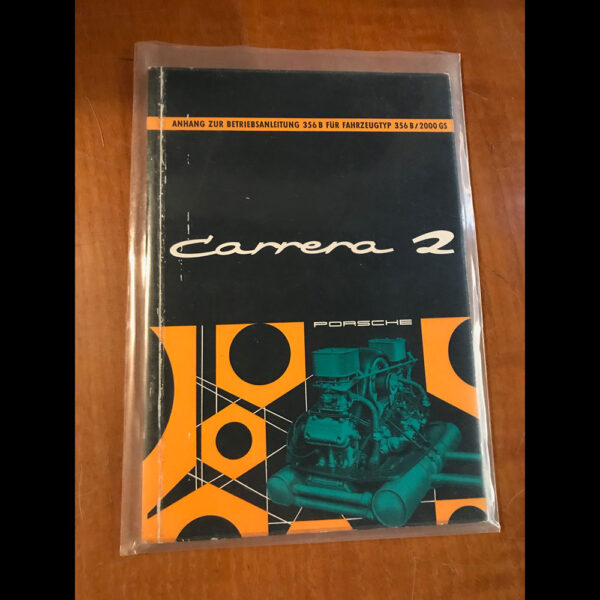 ANHANG ZUR BETRIEBSANLEITUNG 356 B FÜR FAHRZEUGTYP 356 B/2000 GS
Carrera 2
PORSCHE